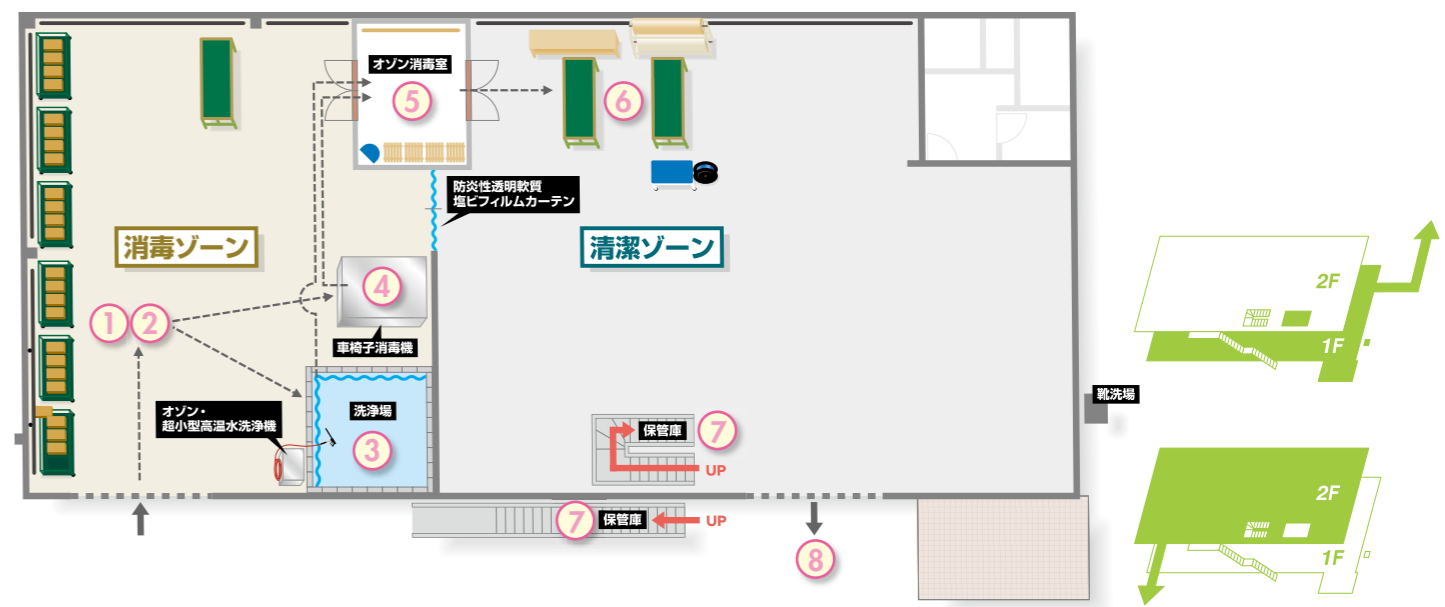 オゾン消毒室
⑤
⑥
防炎性透明軟質
塩ビフィルムカーテン
消毒ゾーン
清潔ゾーン
④
①②
車椅子消毒機
オゾン・
超小型高温水洗浄機
洗浄場
③
保管庫
⑦
UP
⑦
保管庫
UP
⑧
靴洗場
2F
1F
2F
1F